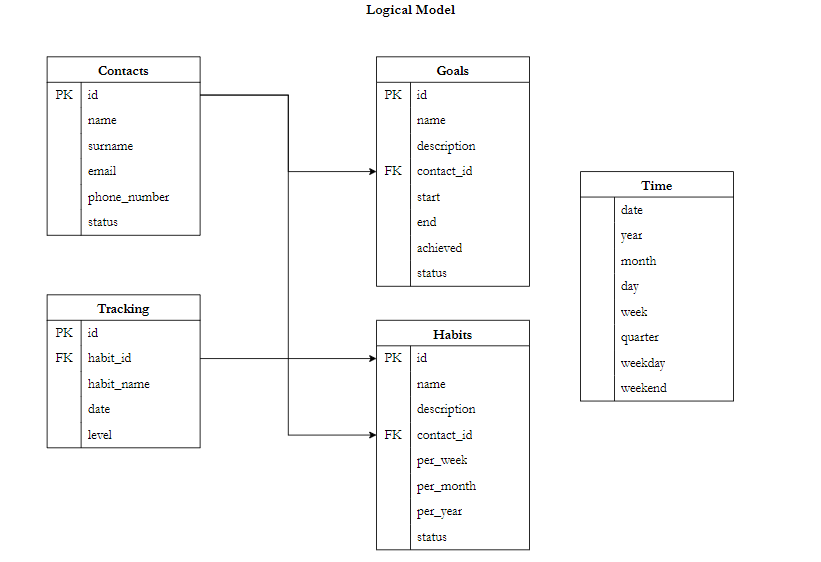 Logical Model
Contacts
PK id
name
surname
email
phone_number
status
Goals
PK id
name
description
FK contact_id
start
end
achieved
status
Time
date
year
month
day
week
quarter
weekday
weekend
Tracking
PK id
FK habit_id
habit_name
date
level
Habits
PK id
name
description
FK contact_id
per_week
per_month
per_year
status